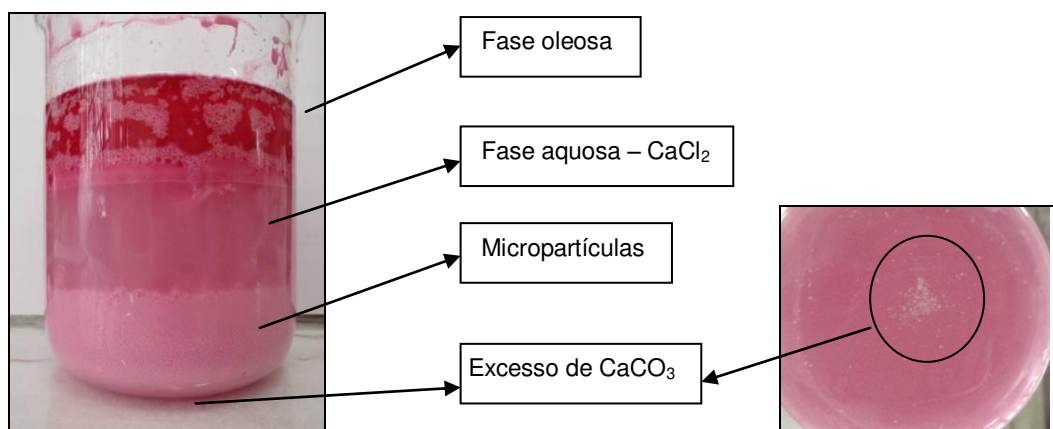 Fase oleosa
Fase aquosa – CaCl₂
Micropartículas
Excesso de CaCO₃